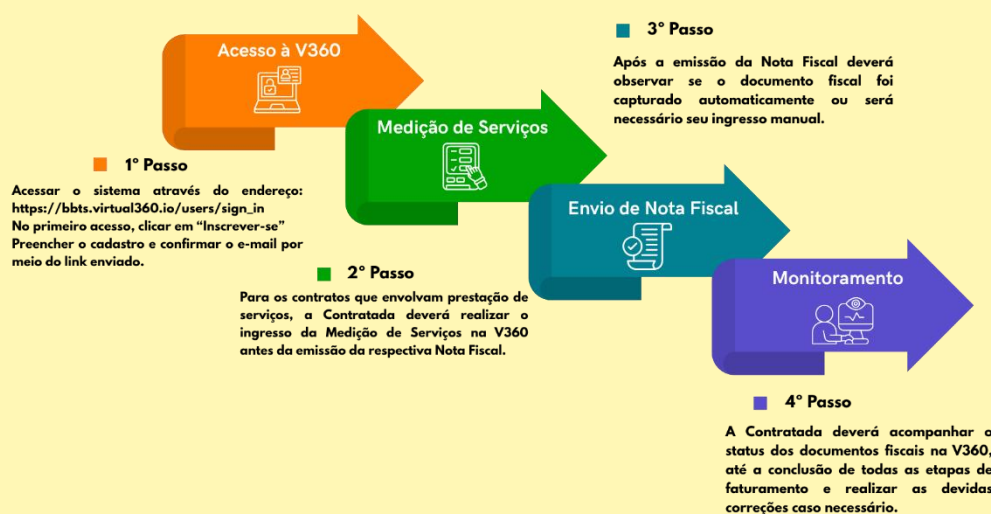 Acesso à V360
1º Passo
Acessar o sistema através do endereço:
https://bbts.virtual360.io/users/sign_in
No primeiro acesso, clicar em “Inscrever-se”
Preencher o cadastro e confirmar o e-mail por
meio do link enviado.
Medição de Serviços
2º Passo
Para os contratos que envolvam prestação de
serviços, a Contratada deverá realizar o
ingresso da Medição de Serviços na V360
antes da emissão da respectiva Nota Fiscal.
3º Passo
Após a emissão da Nota Fiscal deverá
observar se o documento fiscal foi
capturado automaticamente ou será
necessário seu ingresso manual.
Envio de Nota Fiscal
Monitoramento
4º Passo
A Contratada deverá acompanhar o
status dos documentos fiscais na V360,
até a conclusão de todas as etapas de
faturamento e realizar as devidas
correções caso necessário.